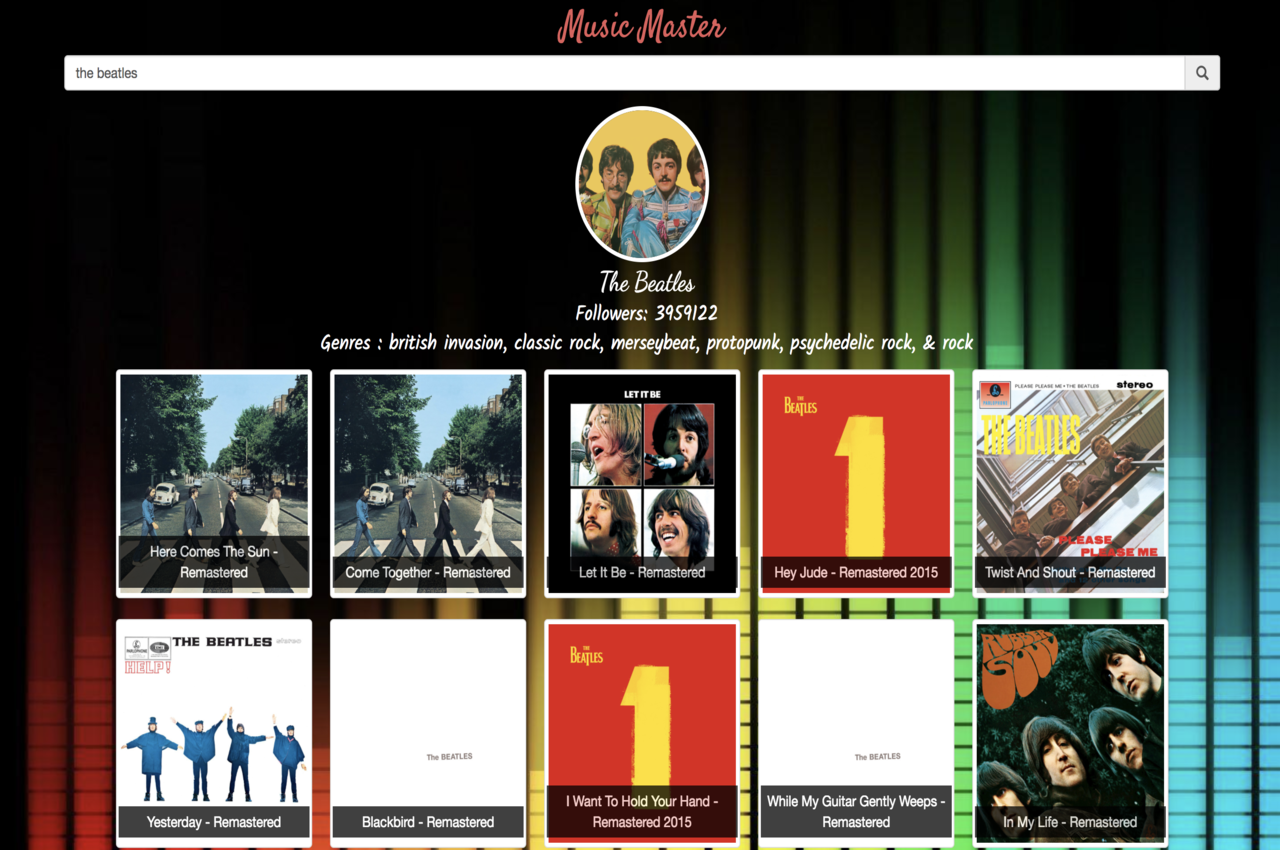 Music Master
the beatles
The Beatles
Followers: 3959122
Genres : british invasion, classic rock, merseybeat, protopunk, psychedelic rock, & rock
Here Comes The Sun -
Remastered
Come Together - Remastered
LET IT BE
Let It Be - Remastered
THE
BEATLES
1
Hey Jude - Remastered 2015
PLEASE PLEASE ME • THE BEATLES
stereo
PARLOPHONE
THE BEATLES
PLEASE
PLEASE ME
Twist And Shout - Remastered
THE BEATLES stereo
PARLOPHONE
HELP!
Yesterday - Remastered
The BEATLES
Blackbird - Remastered
THE
BEATLES
1
I Want To Hold Your Hand -
Remastered 2015
The BEATLES
While My Guitar Gently Weeps -
Remastered
RUBBER
SOUL
In My Life - Remastered